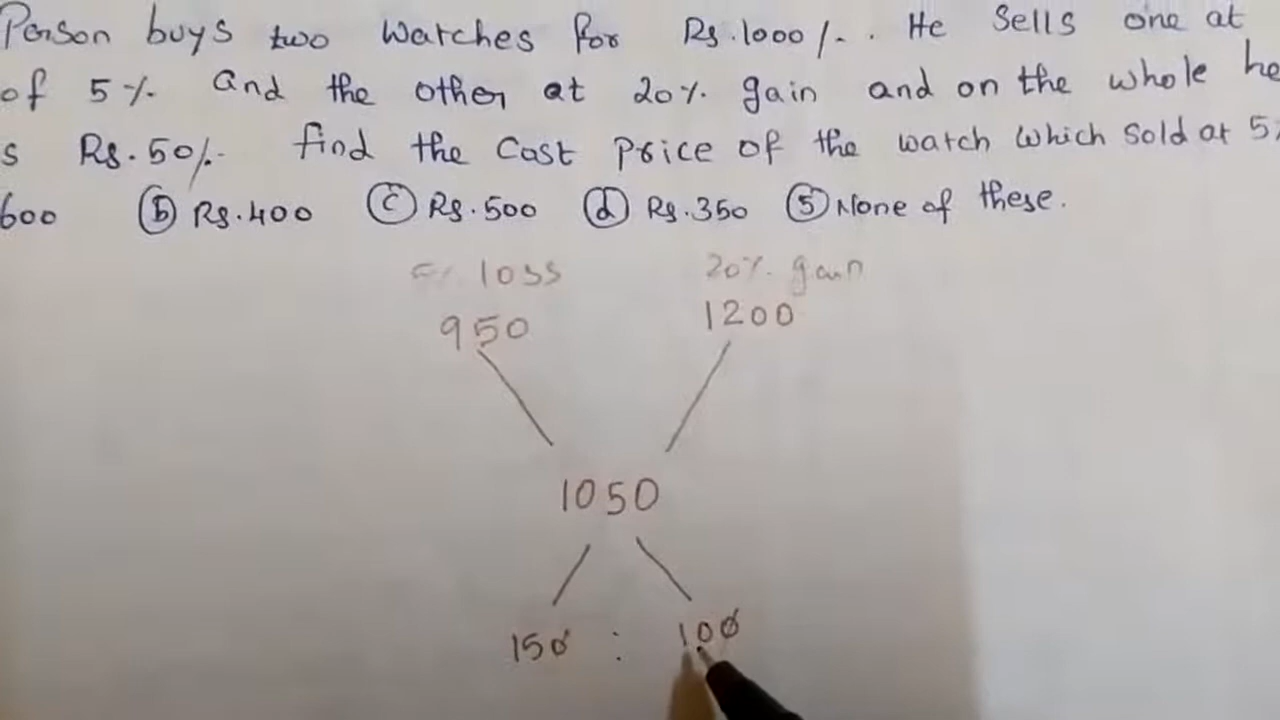 Person buys two watches for Rs.1000/-. He sells one at
of 5% and the other at 20% gain and on the whole he
s Rs.50/- find the cost price of the watch which sold at 5%
600 (b) Rs.400 (c) Rs.500 (d) Rs.350 (5) None of these.
5% loss 20% gain
950 1200
1050
150 : 100